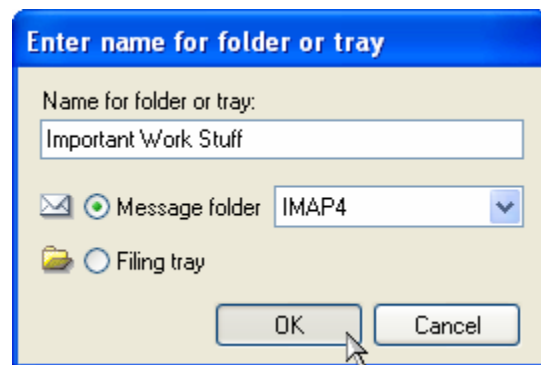 Enter name for folder or tray
Name for folder or tray:
Important Work Stuff
Message folder IMAP4
Filing tray
OK Cancel